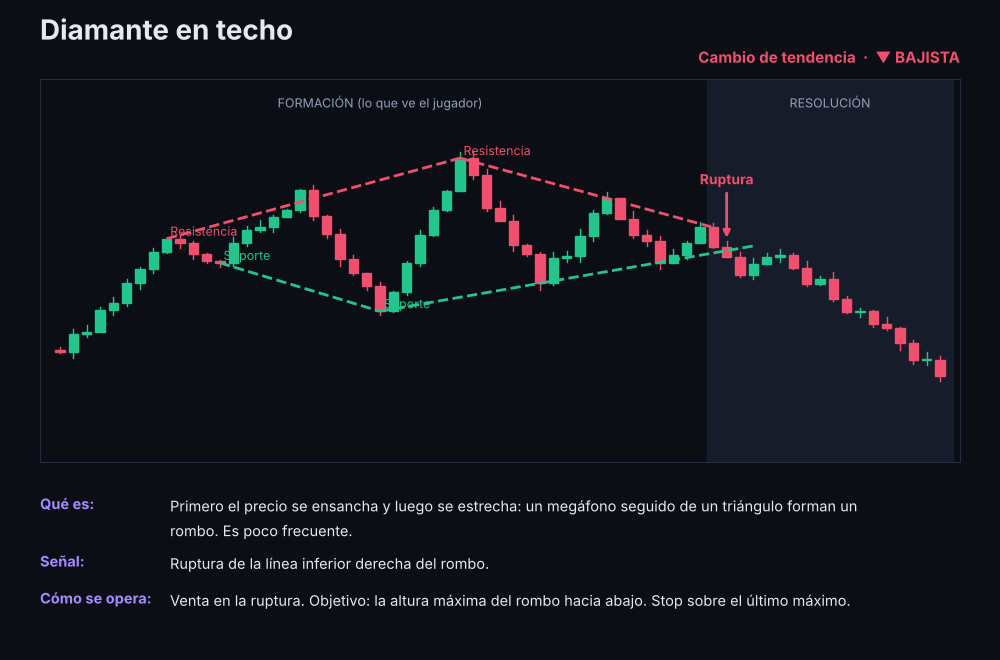 Diamante en techo
Cambio de tendencia · ▼ BAJISTA
FORMACIÓN (lo que ve el jugador)
RESOLUCIÓN
Resistencia
Ruptura
Resistencia
Soporte
Soporte
Qué es:
Primero el precio se ensancha y luego se estrecha: un megáfono seguido de un triángulo forman un
rombo. Es poco frecuente.
Señal:
Ruptura de la línea inferior derecha del rombo.
Cómo se opera:
Venta en la ruptura. Objetivo: la altura máxima del rombo hacia abajo. Stop sobre el último máximo.